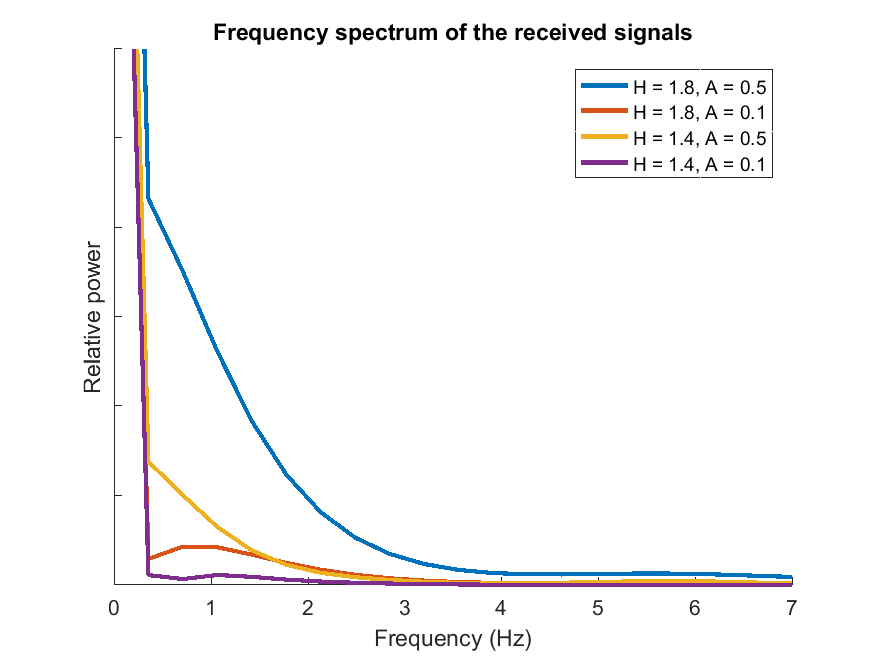 Frequency spectrum of the received signals
H = 1.8, A = 0.5
H = 1.8, A = 0.1
H = 1.4, A = 0.5
H = 1.4, A = 0.1
Relative power
0 1 2 3 4 5 6 7
Frequency (Hz)